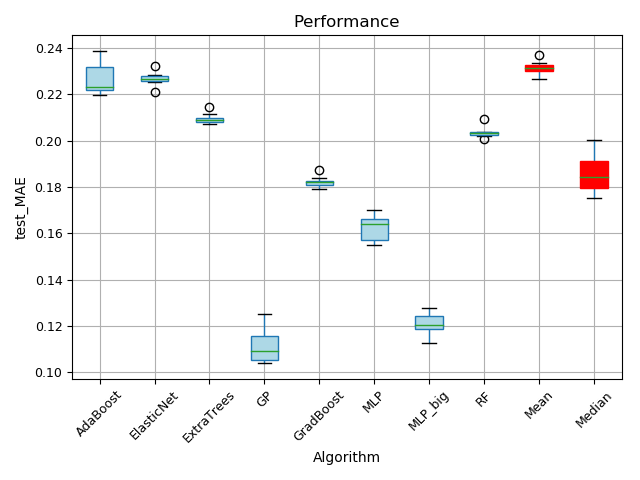 Performance
0.24
0.22
0.20
0.18
0.16
0.14
0.12
0.10
test_MAE
AdaBoost
ElasticNet
ExtraTrees
GP
GradBoost
MLP
MLP_big
RF
Mean
Median
Algorithm